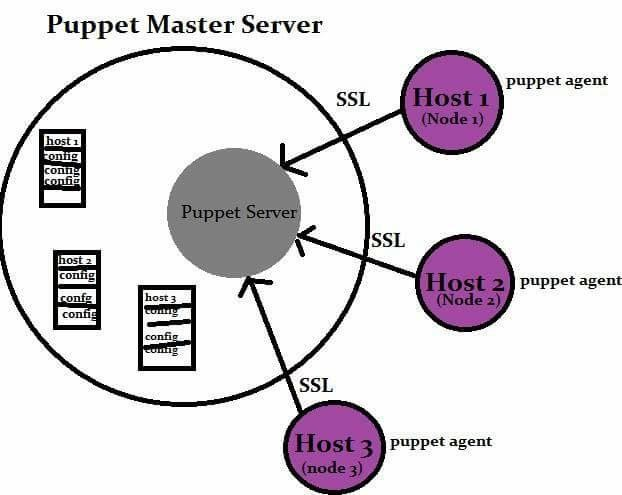 Puppet Master Server
SSL
Host 1
(Node 1)
puppet agent
host 1
config
config
config
Puppet Server
SSL
Host 2
(Node 2)
puppet agent
host 2
config
confg
config
host 3
config
config
config
SSL
Host 3
(node 3)
puppet agent